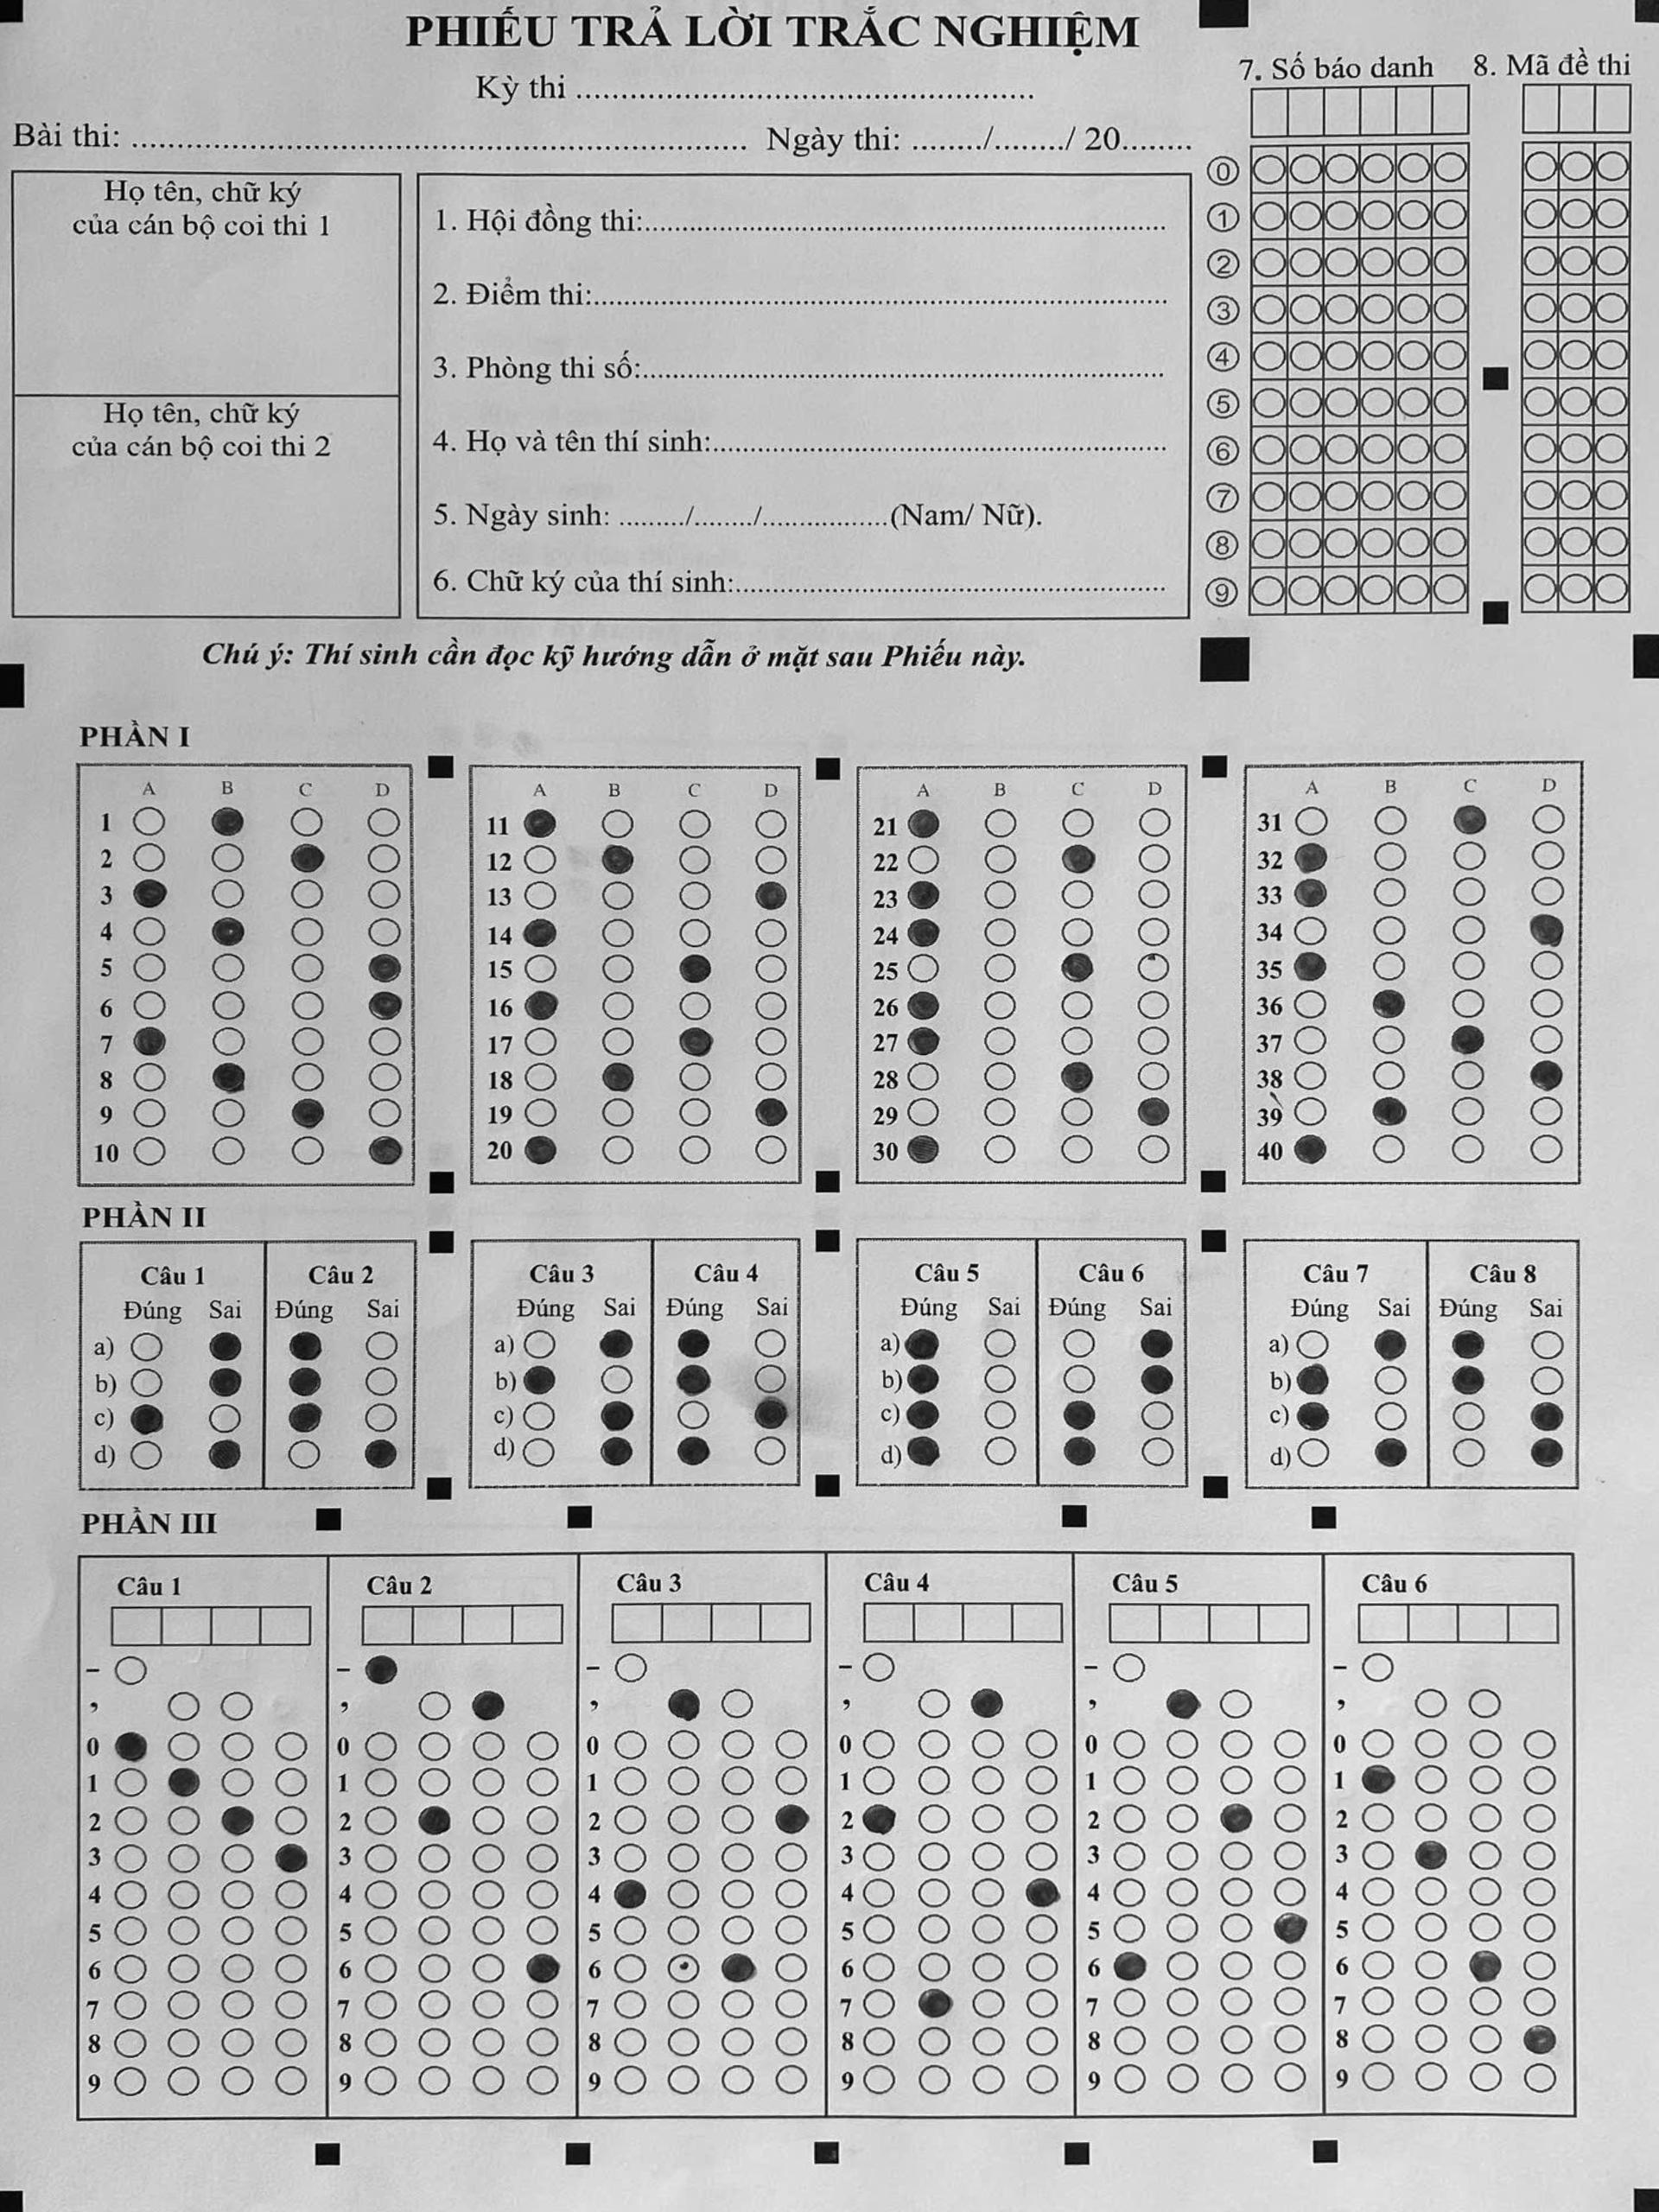 PHIẾU TRẢ LỜI TRẮC NGHIỆM
Kỳ thi ..................................................
Bài thi: .................................................................... Ngày thi: ......../......../ 20........
7. Số báo danh 8. Mã đề thi
Họ tên, chữ ký
của cán bộ coi thi 1
Họ tên, chữ ký
của cán bộ coi thi 2
1. Hội đồng thi:..........................................................
2. Điểm thi:................................................................
3. Phòng thi số:..........................................................
4. Họ và tên thí sinh:..................................................
5. Ngày sinh: ......../......../..............(Nam/ Nữ).
6. Chữ ký của thí sinh:................................................
0
1
2
3
4
5
6
7
8
9
Chú ý: Thí sinh cần đọc kỹ hướng dẫn ở mặt sau Phiếu này.
PHẦN I
A B C D A B C D A B C D A B C D
1 11 21 31
2 12 22 32
3 13 23 33
4 14 24 34
5 15 25 35
6 16 26 36
7 17 27 37
8 18 28 38
9 19 29 39
10 20 30 40
PHẦN II
Câu 1 Câu 2 Câu 3 Câu 4 Câu 5 Câu 6 Câu 7 Câu 8
Đúng Sai Đúng Sai Đúng Sai Đúng Sai Đúng Sai Đúng Sai Đúng Sai Đúng Sai
a) a) a) a)
b) b) b) b)
c) c) c) c)
d) d) d) d)
PHẦN III
Câu 1 Câu 2 Câu 3 Câu 4 Câu 5 Câu 6
- - - - - -
, , , , , ,
0 0 0 0 0 0
1 1 1 1 1 1
2 2 2 2 2 2
3 3 3 3 3 3
4 4 4 4 4 4
5 5 5 5 5 5
6 6 6 6 6 6
7 7 7 7 7 7
8 8 8 8 8 8
9 9 9 9 9 9